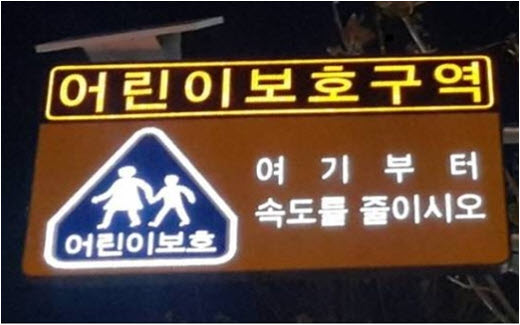 어린이보호구역
여기부터
속도를 줄이시오
어린이보호